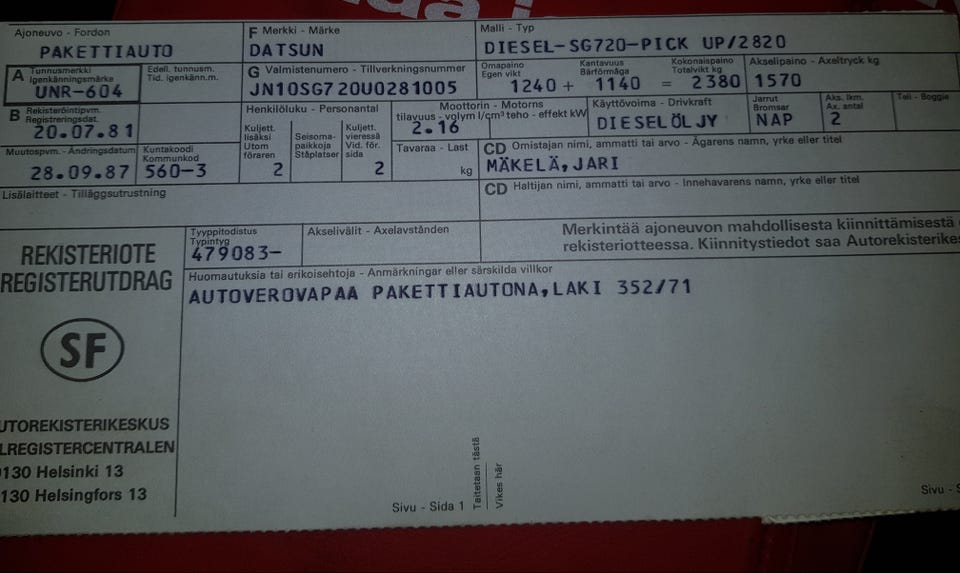 Ajoneuvo - Fordon
PAKETTIAUTO
F Merkki - Märke
DATSUN
Malli - Typ
DIESEL-SG720-PICK UP/2820
A Tunnusmerkki
Igenkänningsmärke
UNR-604
Edell. tunnusm.
Tid. igenkänn.m.
G Valmistenumero - Tillverkningsnummer
JN10SG720U0281005
Omapaino
Egen vikt
1240 +
Kantavuus
Bärförmåga
1140 =
Kokonaispaino
Totalvikt kg
2380
Akselipaino - Axeltryck kg
1570
B Rekisteröintipvm.
Registreringsdat.
20.07.81
Henkilöluku - Persontal
Kuljett.
lisäksi
Utom
föraren
2
Seisoma-
paikkoja
Ståplatser
Kuljett.
vieressä
Vid. för.
sida
2
Moottorin - Motorns
tilavuus - volym l/cm³ teho - effekt kW
2.16
Käyttövoima - Drivkraft
DIESELÖLJY
Jarrut
Bromsar
NAP
Aks. lkm.
Ax. antal
2
Teli - Boggie
Muutospvm. - Ändringsdatum
28.09.87
Kuntakoodi
Kommunkod
560-3
Tavaraa - Last
kg
CD Omistajan nimi, ammatti tai arvo - Ägarens namn, yrke eller titel
MÄKELÄ,JARI
CD Haltijan nimi, ammatti tai arvo - Innehavarens namn, yrke eller titel
Lisälaitteet - Tilläggsutrustning
REKISTERIOTE
REGISTERUTDRAG
Tyyppitodistus
Typintyg
479083-
Akselivälit - Axelavstånden
Merkintää ajoneuvon mahdollisesta kiinnittämisestä
rekisteriotteessa. Kiinnitystiedot saa Autorekisterike
Huomautuksia tai erikoisehtoja - Anmärkningar eller särskilda villkor
AUTOVEROVAPAA PAKETTIAUTONA,LAKI 352/71
SF
UTOREKISTERIKESKUS
LREGISTERCENTRALEN
130 Helsinki 13
130 Helsingfors 13
Sivu - Sida 1
Taitetaan tästä
Vikes här
Sivu - S